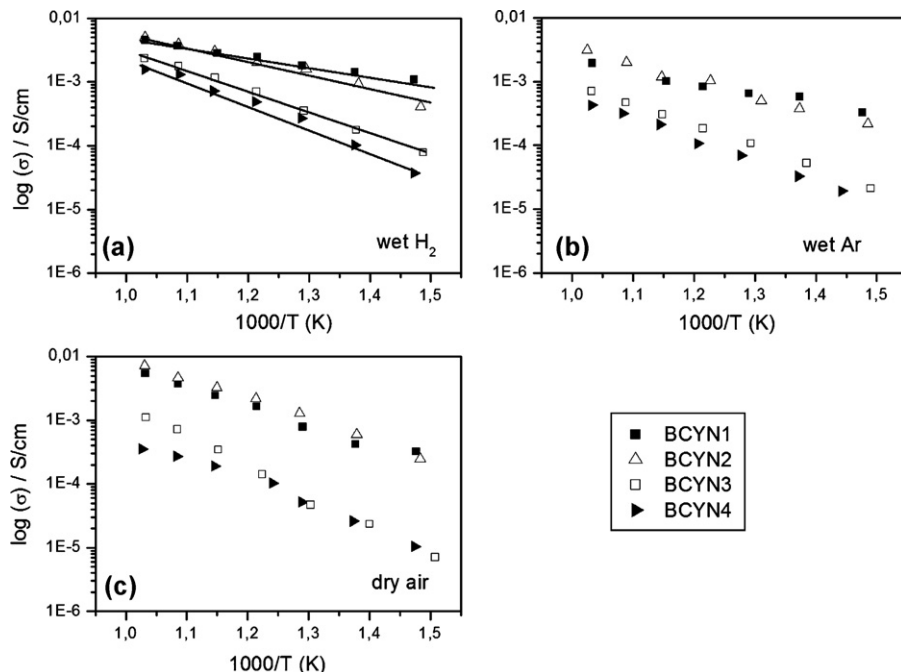 0,01
1E-3
1E-4
1E-5
1E-6
log (σ) / S/cm
(a)
wet H₂
1,0 1,1 1,2 1,3 1,4 1,5
1000/T (K)
0,01
1E-3
1E-4
1E-5
1E-6
log (σ) / S/cm
(b)
wet Ar
1,0 1,1 1,2 1,3 1,4 1,5
1000/T (K)
0,01
1E-3
1E-4
1E-5
1E-6
log (σ) / S/cm
(c)
dry air
1,0 1,1 1,2 1,3 1,4 1,5
1000/T (K)
BCYN1
BCYN2
BCYN3
BCYN4